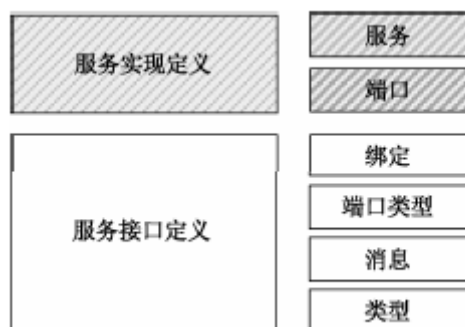 服务实现定义
服务
端口
服务接口定义
绑定
端口类型
消息
类型